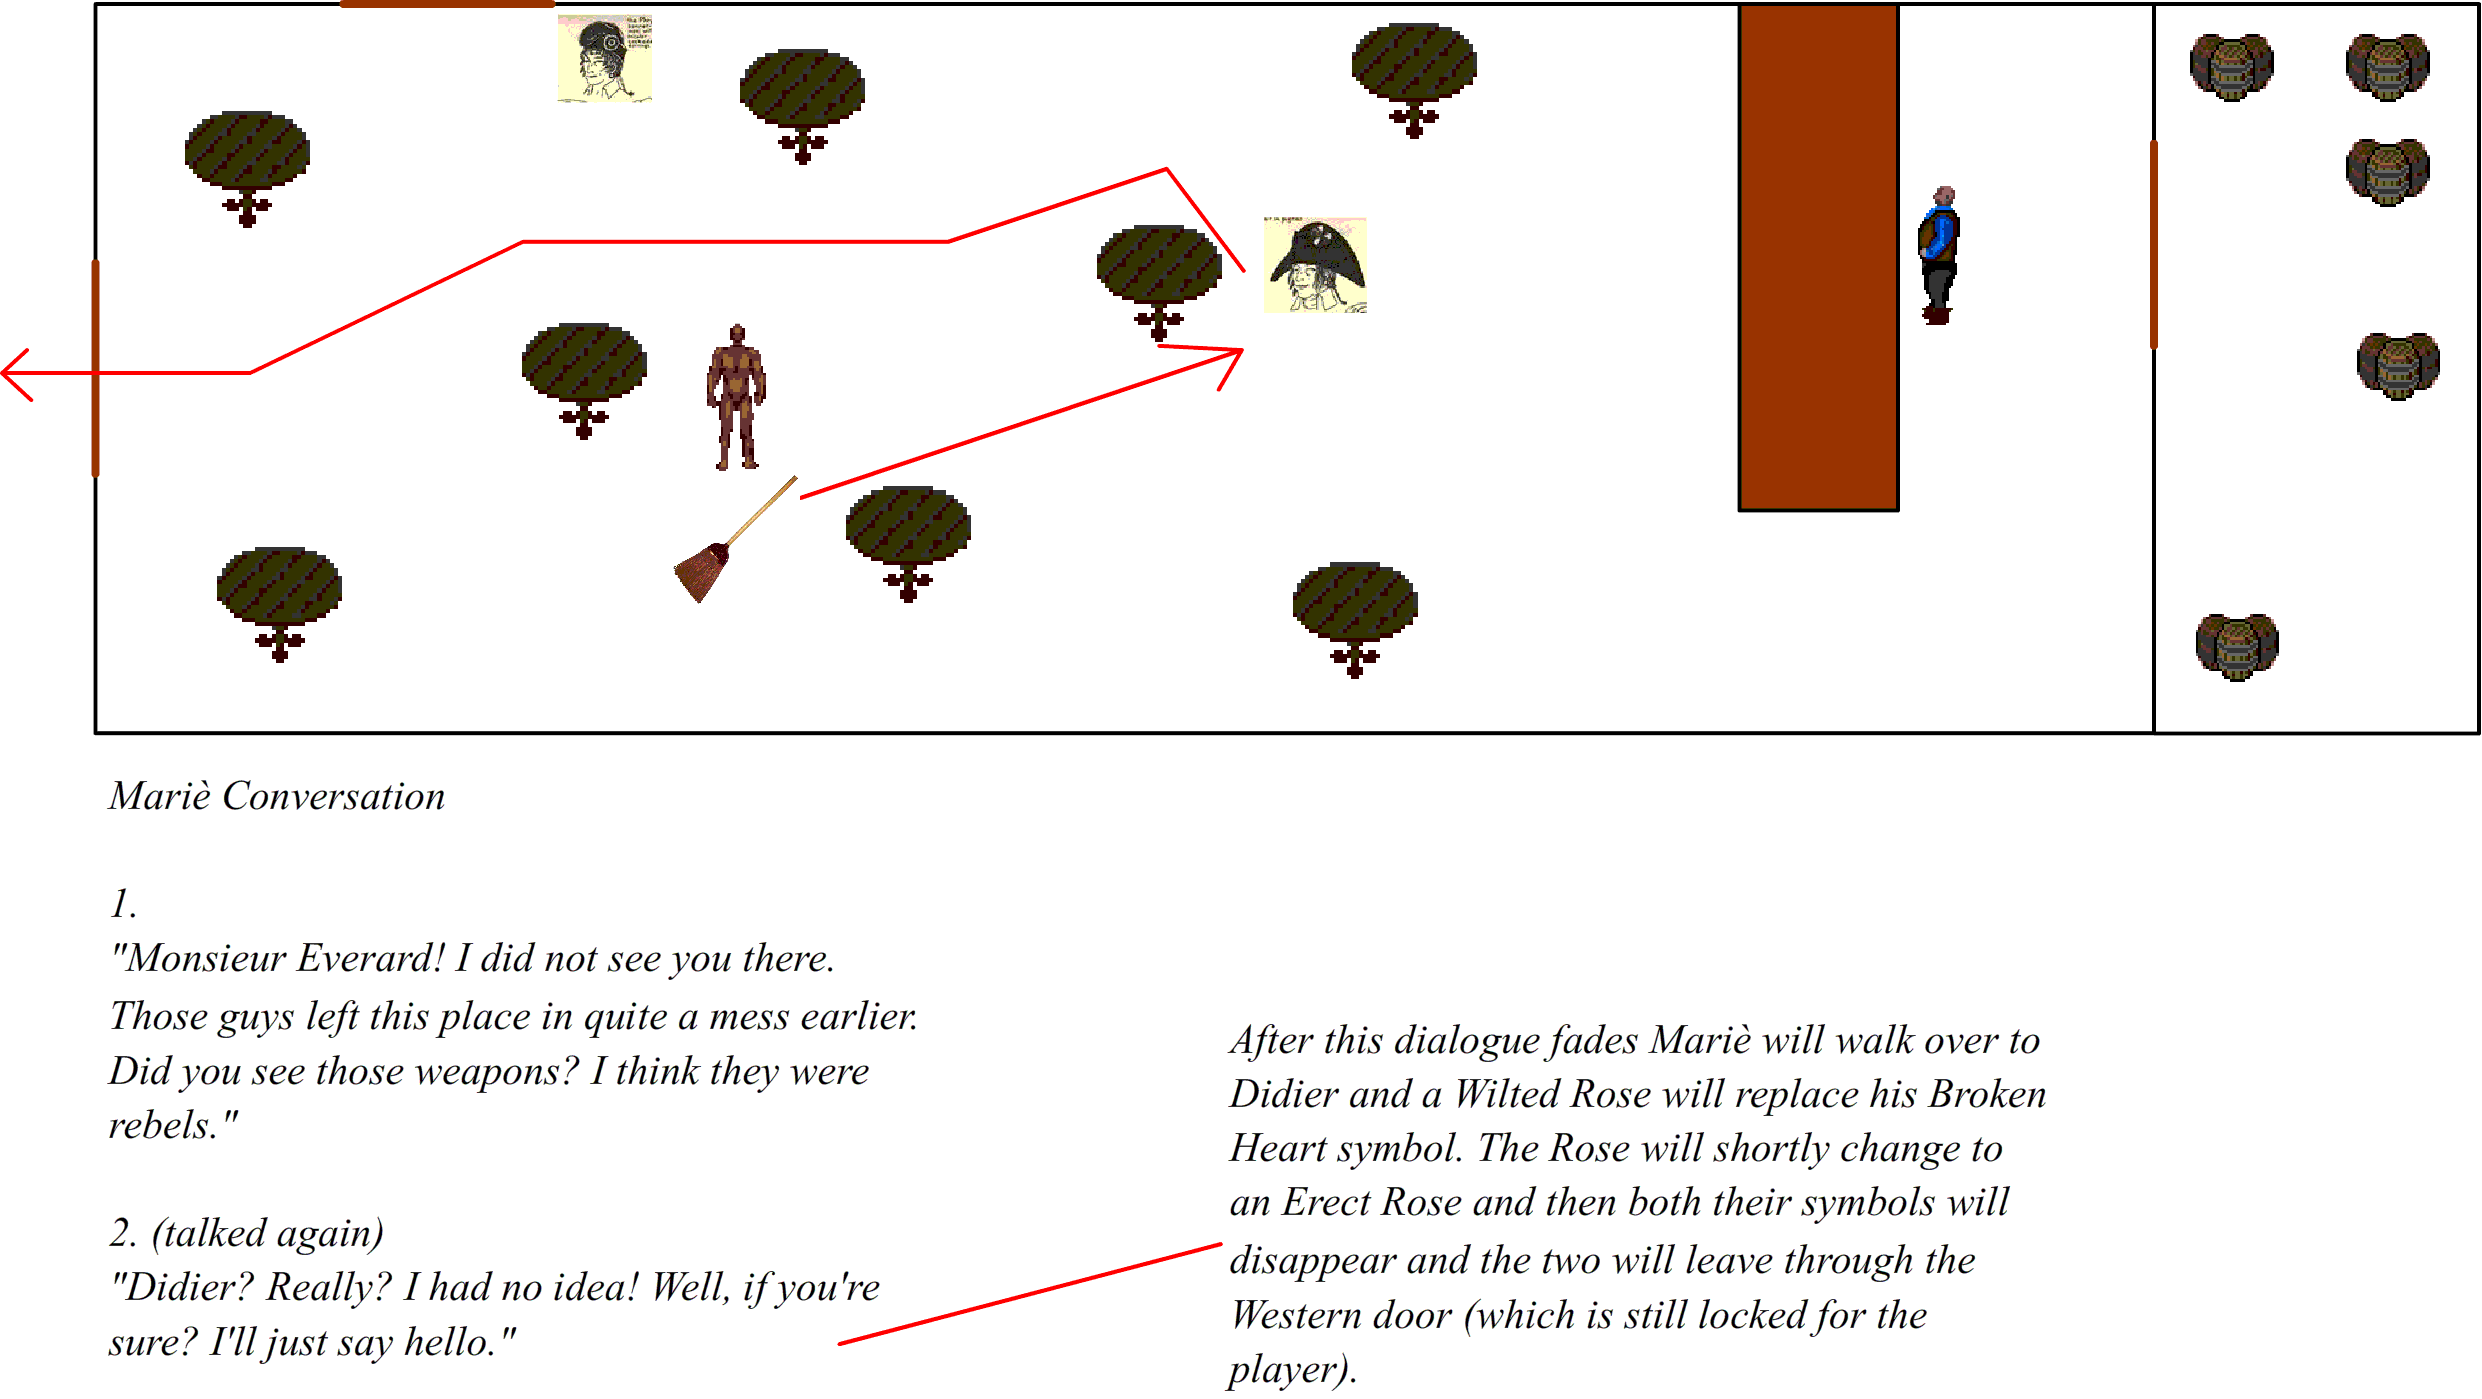 Mariè Conversation
1.
"Monsieur Everard! I did not see you there.
Those guys left this place in quite a mess earlier.
Did you see those weapons? I think they were
rebels."
2. (talked again)
"Didier? Really? I had no idea! Well, if you're
sure? I'll just say hello."
After this dialogue fades Mariè will walk over to
Didier and a Wilted Rose will replace his Broken
Heart symbol. The Rose will shortly change to
an Erect Rose and then both their symbols will
disappear and the two will leave through the
Western door (which is still locked for the
player).